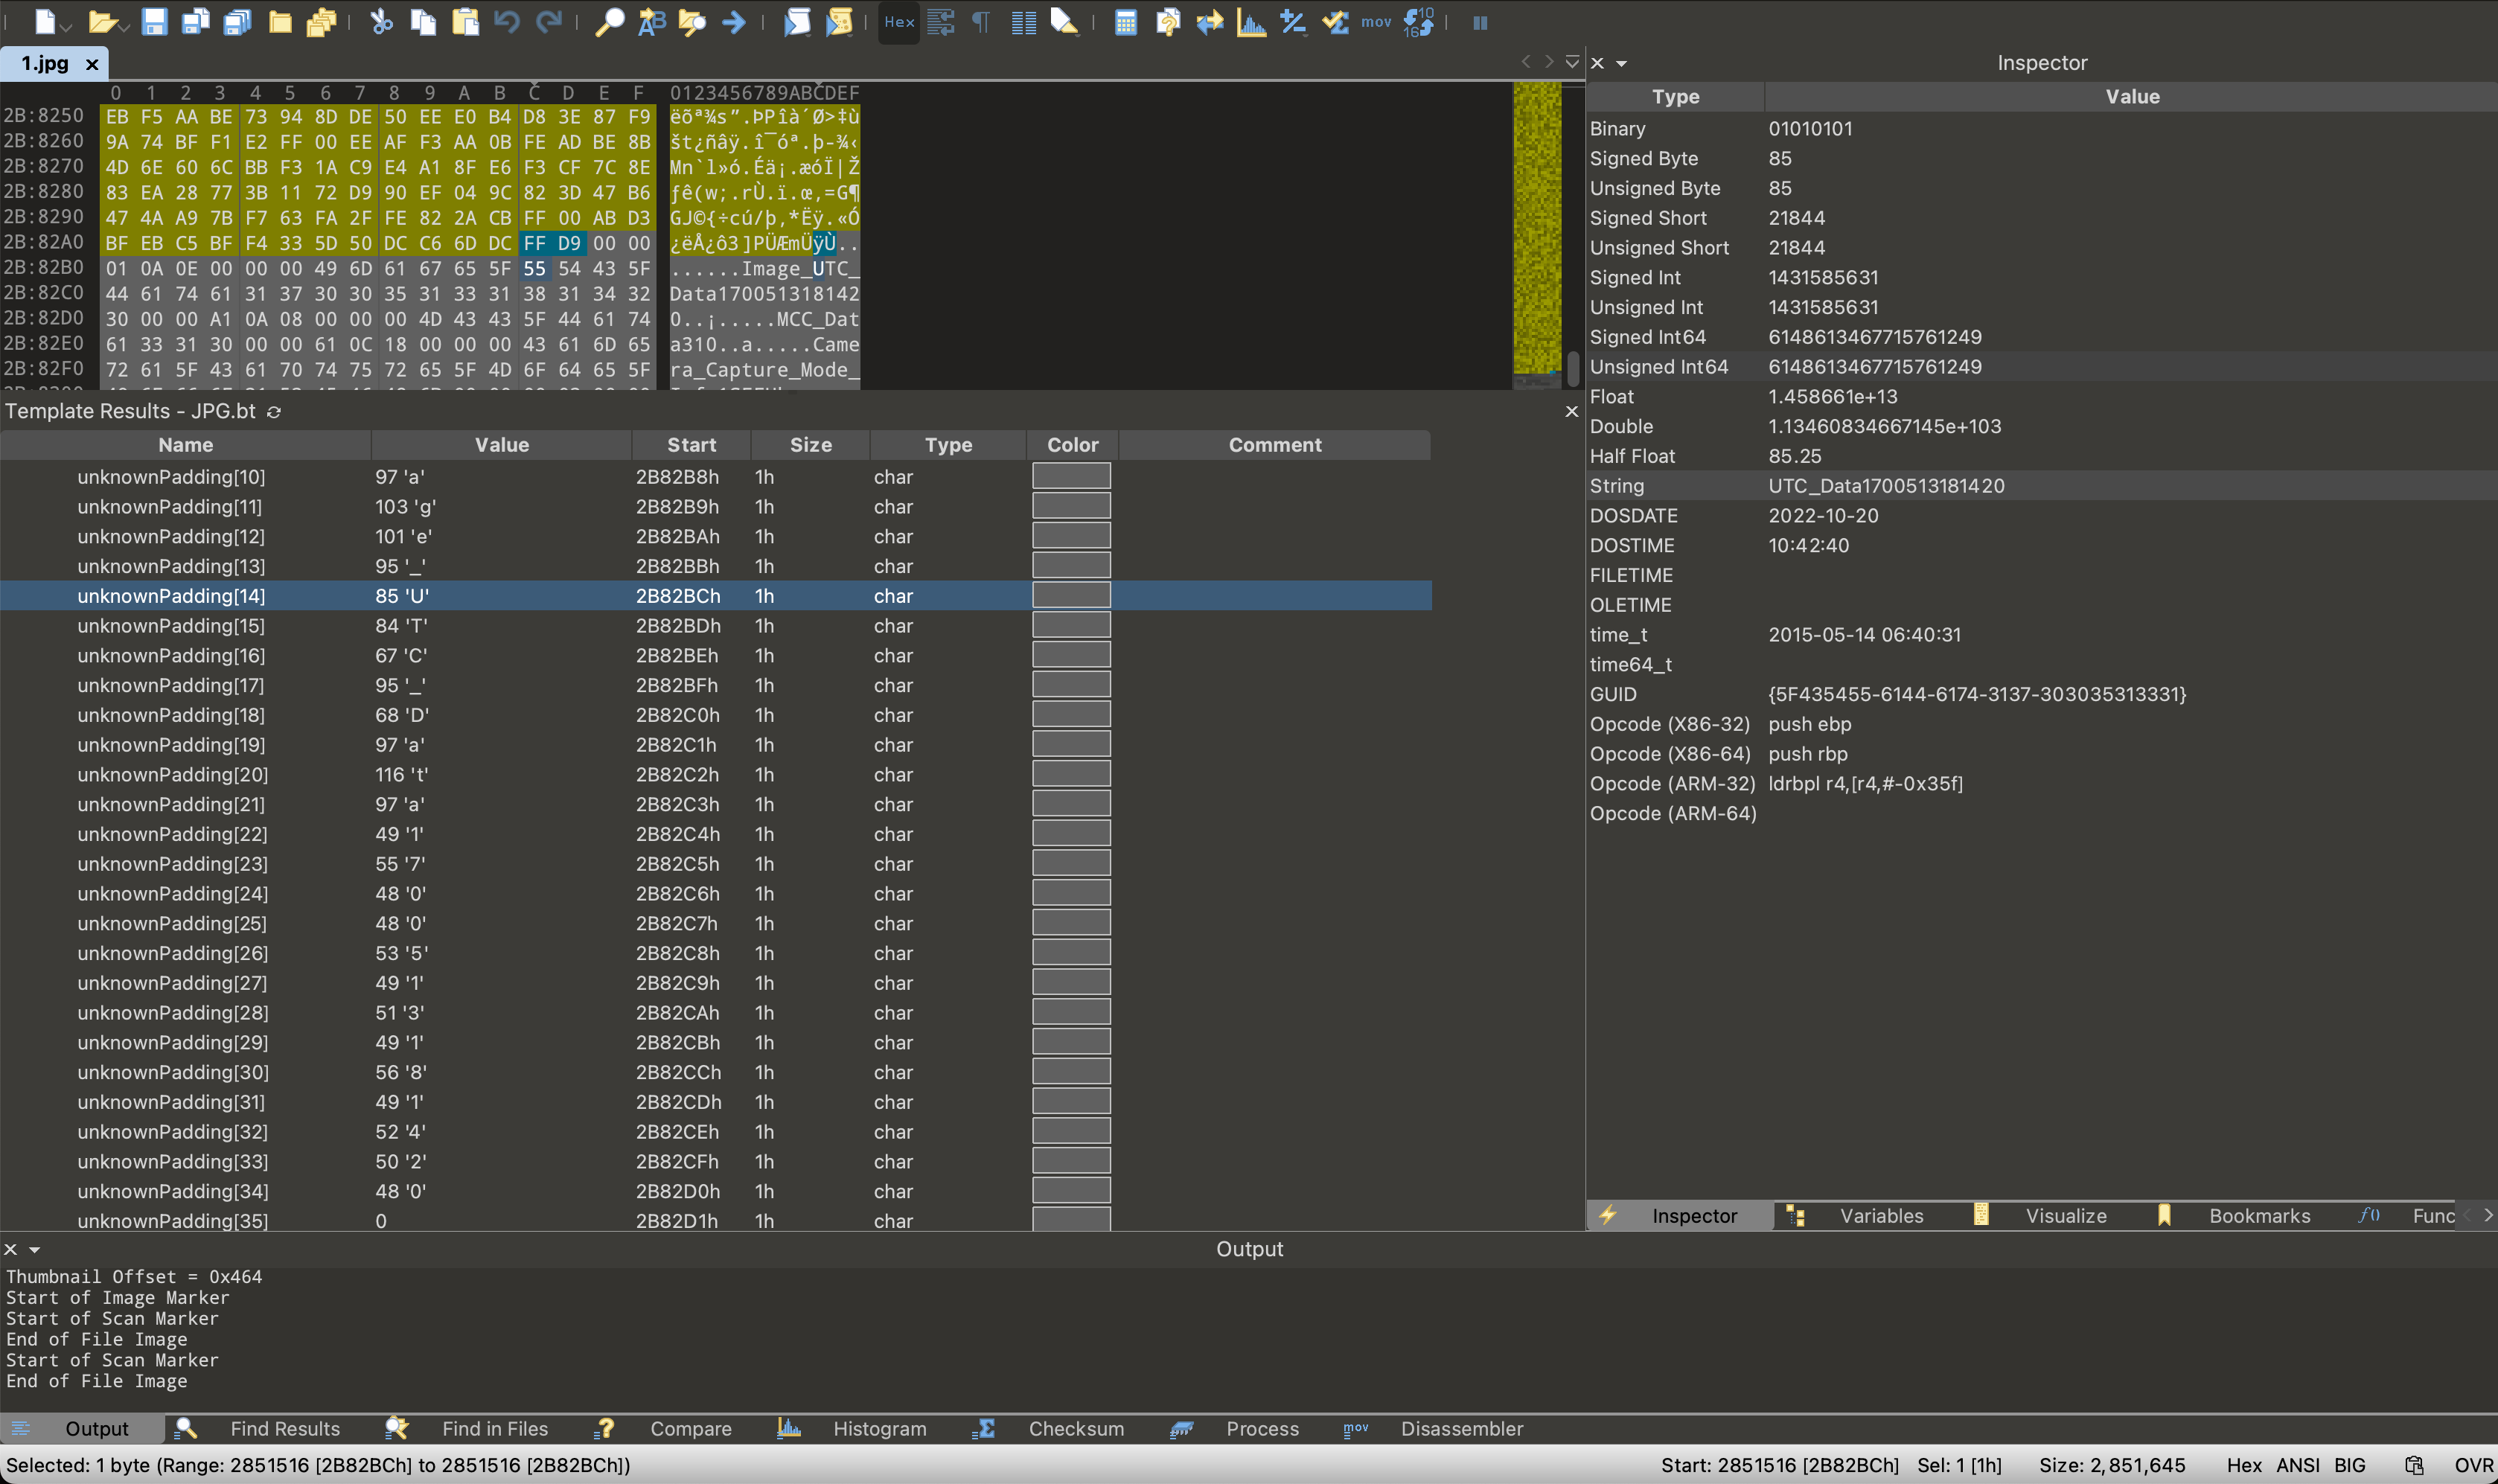 Hex mov 10 16
1.jpg Inspector
0 1 2 3 4 5 6 7 8 9 A B C D E F 0123456789ABCDEF
2B:8250 EB F5 AA BE 73 94 8D DE 50 EE E0 B4 D8 3E 87 F9 ëõª¾s”.ÞPîà´Ø>‡ù
2B:8260 9A 74 BF F1 E2 FF 00 EE AF F3 AA 0B FE AD BE 8B št¿ñâÿ.î¯óª.þ-¾‹
2B:8270 4D 6E 60 6C BB F3 1A C9 E4 A1 8F E6 F3 CF 7C 8E Mn`l»ó.Éä¡.æóÏ|Ž
2B:8280 83 EA 28 77 3B 11 72 D9 90 EF 04 9C 82 3D 47 B6 ƒê(w;.rÙ.ï.œ‚=G¶
2B:8290 47 4A A9 7B F7 63 FA 2F FE 82 2A CB FF 00 AB D3 GJ©{÷cú/þ‚*Ëÿ.«Ó
2B:82A0 BF EB C5 BF F4 33 5D 50 DC C6 6D DC FF D9 00 00 ¿ëÅ¿ô3]PÜÆmÜÿÙ..
2B:82B0 01 0A 0E 00 00 00 49 6D 61 67 65 5F 55 54 43 5F ......Image_UTC_
2B:82C0 44 61 74 61 31 37 30 30 35 31 33 31 38 31 34 32 Data170051318142
2B:82D0 30 00 00 A1 0A 08 00 00 00 4D 43 43 5F 44 61 74 0..¡.....MCC_Dat
2B:82E0 61 33 31 30 00 00 61 0C 18 00 00 00 43 61 6D 65 a310..a.....Came
2B:82F0 72 61 5F 43 61 70 74 75 72 65 5F 4D 6F 64 65 5F ra_Capture_Mode_
Template Results - JPG.bt
Name Value Start Size Type Color Comment
unknownPadding[10] 97 'a' 2B82B8h 1h char
unknownPadding[11] 103 'g' 2B82B9h 1h char
unknownPadding[12] 101 'e' 2B82BAh 1h char
unknownPadding[13] 95 '_' 2B82BBh 1h char
unknownPadding[14] 85 'U' 2B82BCh 1h char
unknownPadding[15] 84 'T' 2B82BDh 1h char
unknownPadding[16] 67 'C' 2B82BEh 1h char
unknownPadding[17] 95 '_' 2B82BFh 1h char
unknownPadding[18] 68 'D' 2B82C0h 1h char
unknownPadding[19] 97 'a' 2B82C1h 1h char
unknownPadding[20] 116 't' 2B82C2h 1h char
unknownPadding[21] 97 'a' 2B82C3h 1h char
unknownPadding[22] 49 '1' 2B82C4h 1h char
unknownPadding[23] 55 '7' 2B82C5h 1h char
unknownPadding[24] 48 '0' 2B82C6h 1h char
unknownPadding[25] 48 '0' 2B82C7h 1h char
unknownPadding[26] 53 '5' 2B82C8h 1h char
unknownPadding[27] 49 '1' 2B82C9h 1h char
unknownPadding[28] 51 '3' 2B82CAh 1h char
unknownPadding[29] 49 '1' 2B82CBh 1h char
unknownPadding[30] 56 '8' 2B82CCh 1h char
unknownPadding[31] 49 '1' 2B82CDh 1h char
unknownPadding[32] 52 '4' 2B82CEh 1h char
unknownPadding[33] 50 '2' 2B82CFh 1h char
unknownPadding[34] 48 '0' 2B82D0h 1h char
unknownPadding[35] 0 2B82D1h 1h char
Type Value
Binary 01010101
Signed Byte 85
Unsigned Byte 85
Signed Short 21844
Unsigned Short 21844
Signed Int 1431585631
Unsigned Int 1431585631
Signed Int64 6148613467715761249
Unsigned Int64 6148613467715761249
Float 1.458661e+13
Double 1.13460834667145e+103
Half Float 85.25
String UTC_Data1700513181420
DOSDATE 2022-10-20
DOSTIME 10:42:40
FILETIME
OLETIME
time_t 2015-05-14 06:40:31
time64_t
GUID {5F435455-6144-6174-3137-303035313331}
Opcode (X86-32) push ebp
Opcode (X86-64) push rbp
Opcode (ARM-32) ldrbpl r4,[r4,#-0x35f]
Opcode (ARM-64)
Inspector Variables Visualize Bookmarks f() Func
Output
Thumbnail Offset = 0x464
Start of Image Marker
Start of Scan Marker
End of File Image
Start of Scan Marker
End of File Image
Output Find Results Find in Files Compare Histogram Checksum Process mov Disassembler
Selected: 1 byte (Range: 2851516 [2B82BCh] to 2851516 [2B82BCh]) Start: 2851516 [2B82BCh] Sel: 1 [1h] Size: 2,851,645 Hex ANSI BIG OVR